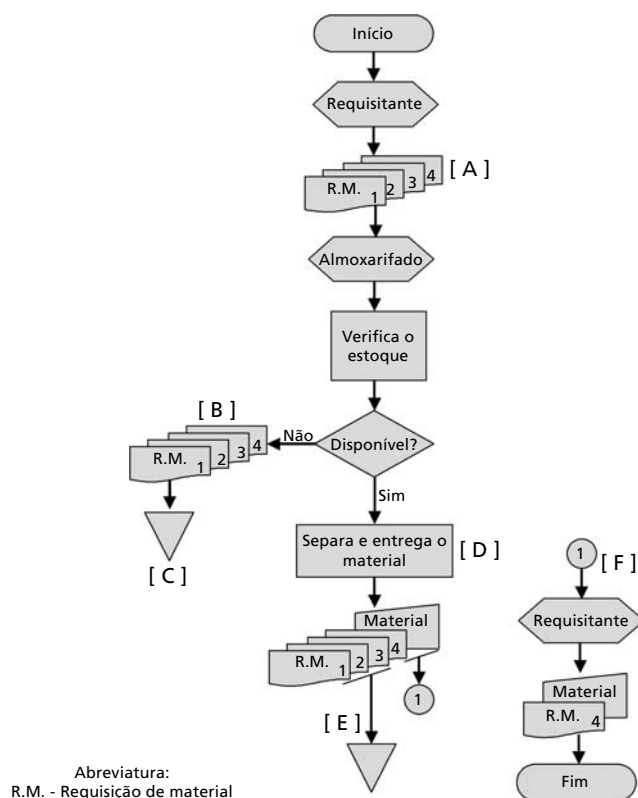 Início
Requisitante
R.M. 1 2 3 4
[ A ]
Almoxarifado
Verifica o
estoque
Disponível?
Não
[ B ]
R.M. 1 2 3 4
[ C ]
Sim
Separa e entrega o
material
[ D ]
Material
R.M. 1 2 3 4
1
[ E ]
1
[ F ]
Requisitante
Material
R.M. 4
Fim
Abreviatura:
R.M. - Requisição de material